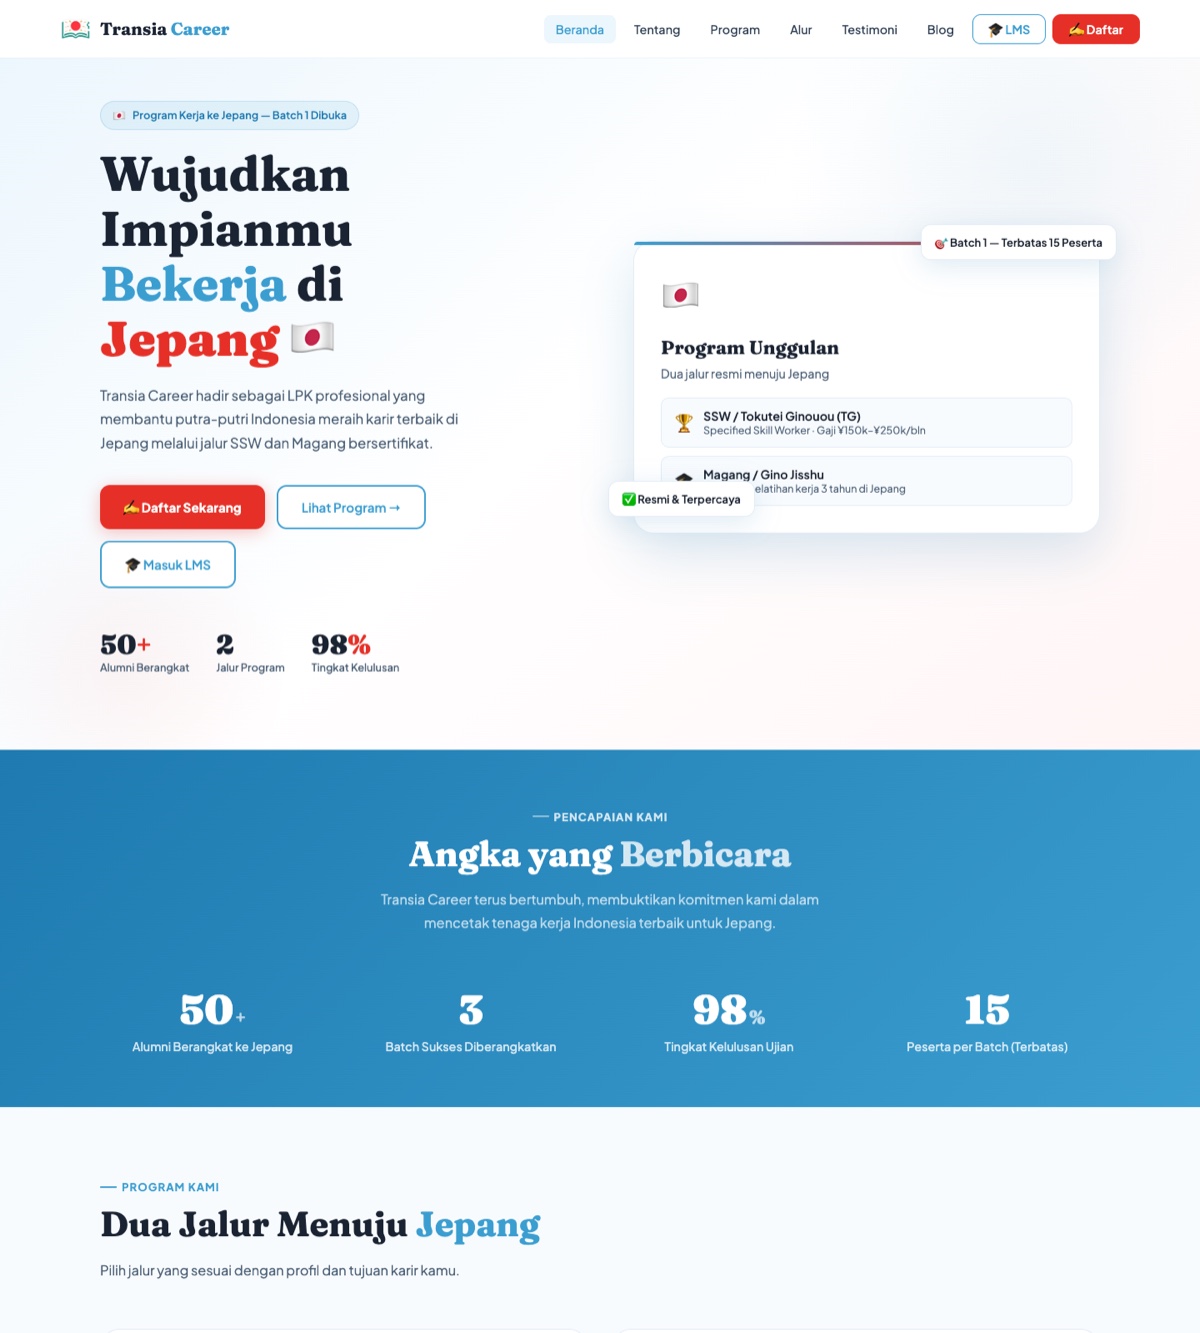 Transia Career
Beranda
Tentang
Program
Alur
Testimoni
Blog
🎓 LMS
✍️ Daftar
🇯🇵 Program Kerja ke Jepang — Batch 1 Dibuka
Wujudkan
Impianmu
Bekerja di
Jepang 🇯🇵
Transia Career hadir sebagai LPK profesional yang
membantu putra-putri Indonesia meraih karir terbaik di
Jepang melalui jalur SSW dan Magang bersertifikat.
✍️ Daftar Sekarang
Lihat Program →
🎓 Masuk LMS
50+
Alumni Berangkat
2
Jalur Program
98%
Tingkat Kelulusan
🎯 Batch 1 — Terbatas 15 Peserta
Program Unggulan
Dua jalur resmi menuju Jepang
🏆 SSW / Tokutei Ginouou (TG)
Specified Skill Worker · Gaji ¥150k–¥250k/bln
Magang / Gino Jisshu
elatihan kerja 3 tahun di Jepang
✅ Resmi & Terpercaya
— PENCAPAIAN KAMI
Angka yang Berbicara
Transia Career terus bertumbuh, membuktikan komitmen kami dalam
mencetak tenaga kerja Indonesia terbaik untuk Jepang.
50+
Alumni Berangkat ke Jepang
3
Batch Sukses Diberangkatkan
98%
Tingkat Kelulusan Ujian
15
Peserta per Batch (Terbatas)
— PROGRAM KAMI
Dua Jalur Menuju Jepang
Pilih jalur yang sesuai dengan profil dan tujuan karir kamu.